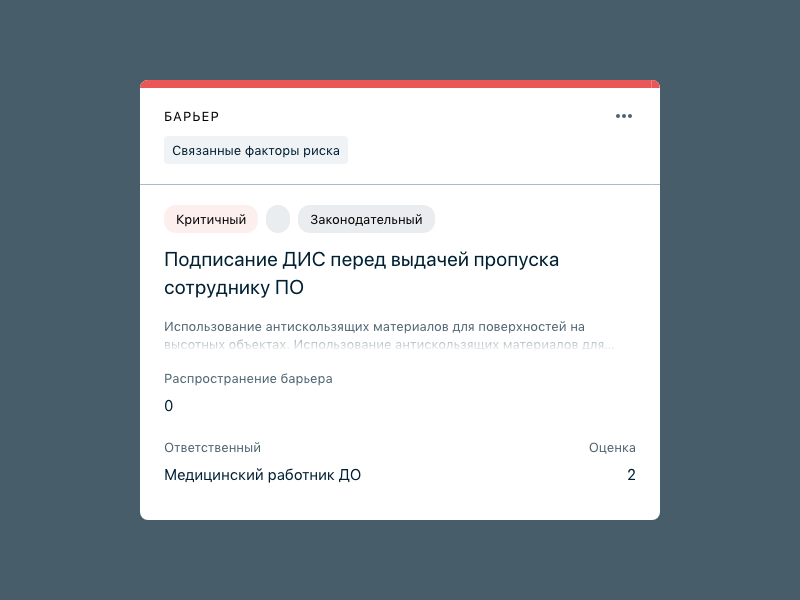 БАРЬЕР
Связанные факторы риска
Критичный
Законодательный
Подписание ДИС перед выдачей пропуска
сотруднику ПО
Использование антискользящих материалов для поверхностей на
высотных объектах. Использование антискользящих материалов для...
Распространение барьера
0
Ответственный
Оценка
Медицинский работник ДО
2